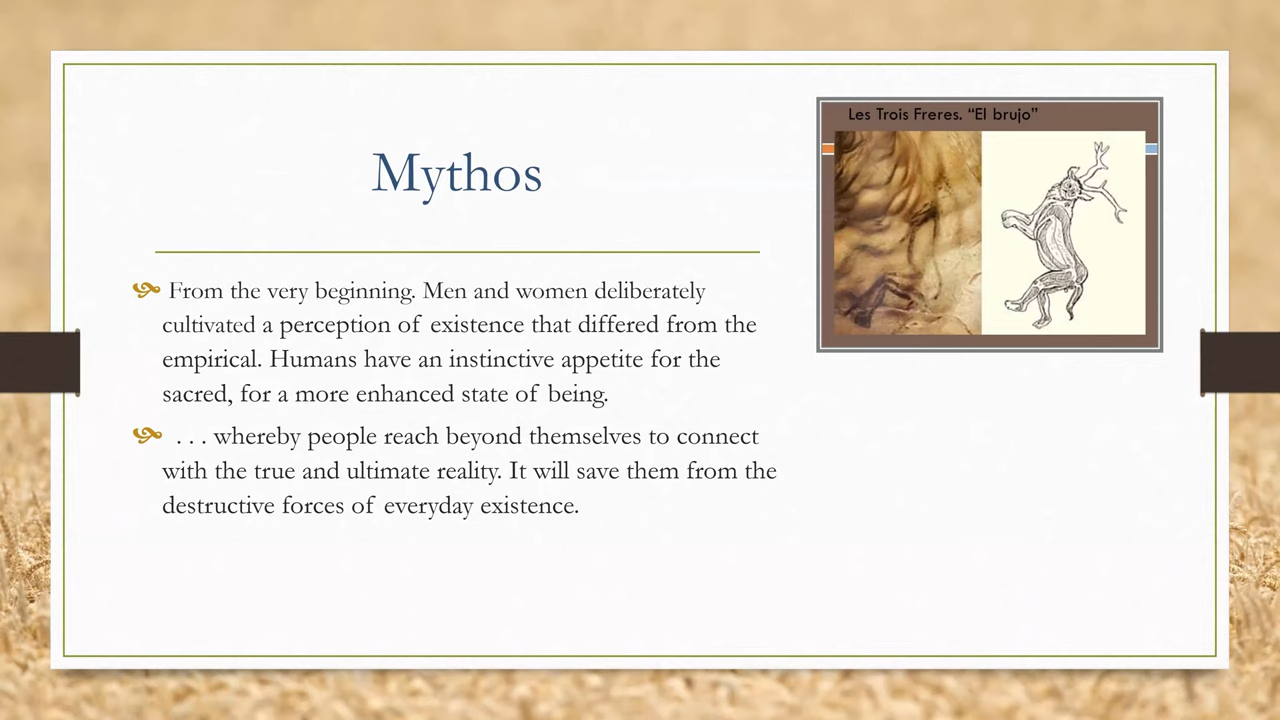 Mythos
Les Trois Freres. “El brujo”
From the very beginning. Men and women deliberately
cultivated a perception of existence that differed from the
empirical. Humans have an instinctive appetite for the
sacred, for a more enhanced state of being.
. . . whereby people reach beyond themselves to connect
with the true and ultimate reality. It will save them from the
destructive forces of everyday existence.